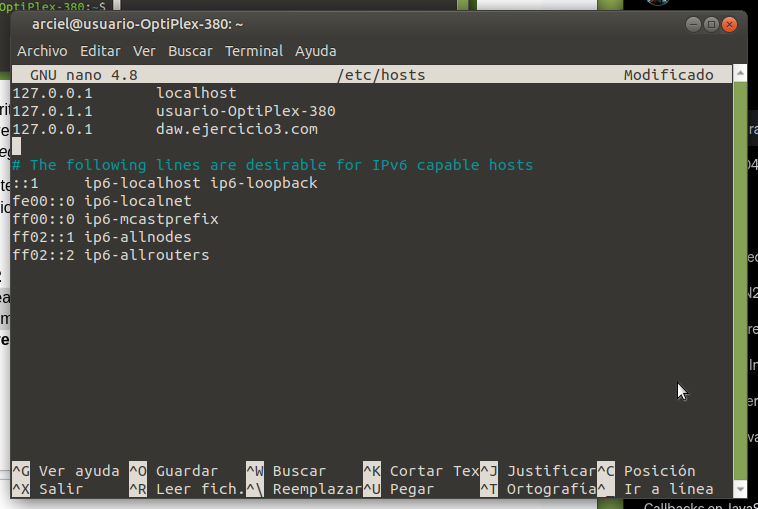 OptiPlex-380:~$
arciel@usuario-OptiPlex-380: ~
Archivo Editar Ver Buscar Terminal Ayuda
GNU nano 4.8 /etc/hosts Modificado
127.0.0.1 localhost
127.0.1.1 usuario-OptiPlex-380
127.0.0.1 daw.ejercicio3.com
# The following lines are desirable for IPv6 capable hosts
::1 ip6-localhost ip6-loopback
fe00::0 ip6-localnet
ff00::0 ip6-mcastprefix
ff02::1 ip6-allnodes
ff02::2 ip6-allrouters
^G Ver ayuda ^O Guardar ^W Buscar ^K Cortar Tex^J Justificar^C Posición
^X Salir ^R Leer fich.^\ Reemplazar^U Pegar ^T Ortografía^_ Ir a línea